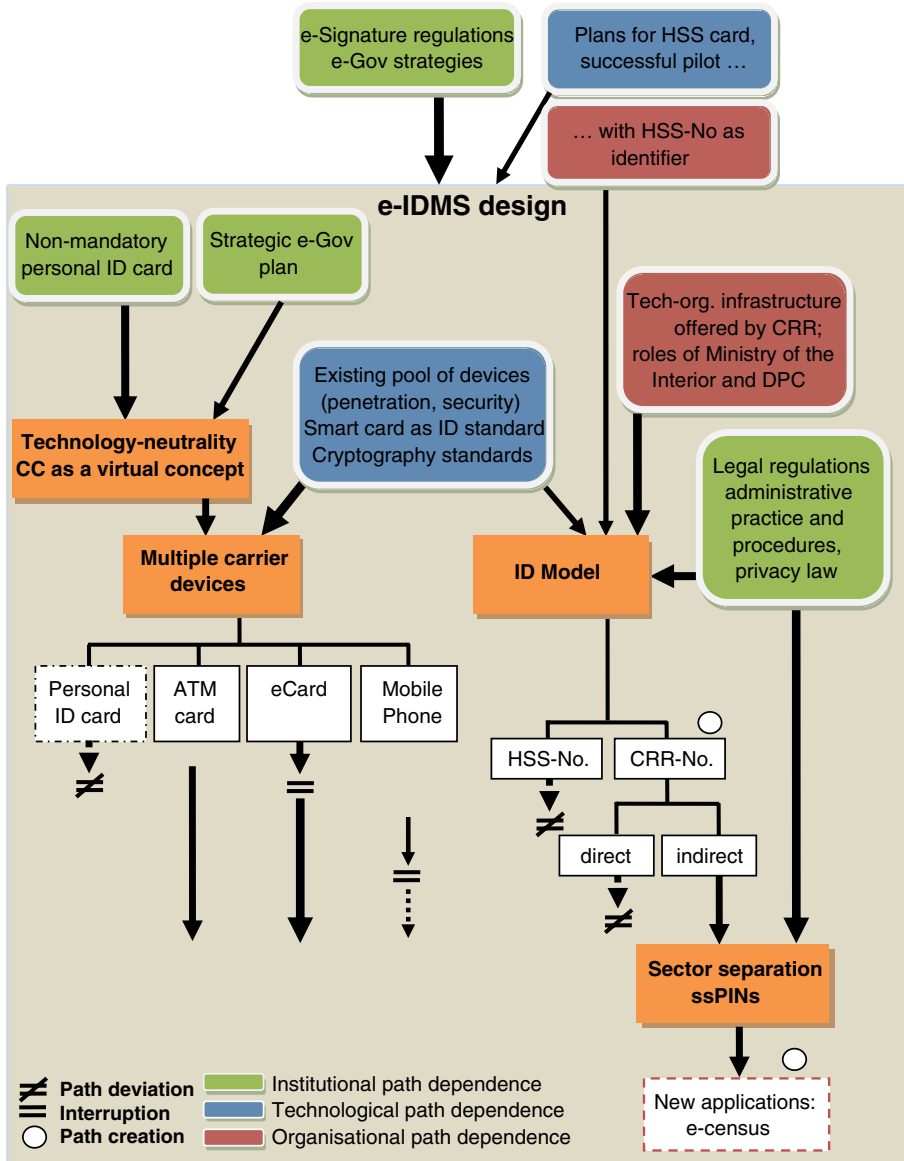 e-Signature regulations
e-Gov strategies
Plans for HSS card,
successful pilot …
… with HSS-No as
identifier
e-IDMS design
Non-mandatory
personal ID card
Strategic e-Gov
plan
Tech-org. infrastructure
offered by CRR;
roles of Ministry of the
Interior and DPC
Existing pool of devices
(penetration, security)
Smart card as ID standard
Cryptography standards
Technology-neutrality
CC as a virtual concept
Legal regulations
administrative
practice and
procedures,
privacy law
Multiple carrier
devices
ID Model
Personal
ID card
ATM
card
eCard
Mobile
Phone
HSS-No.
CRR-No.
direct
indirect
Sector separation
ssPINs
New applications:
e-census
Path deviation
Interruption
Path creation
Institutional path dependence
Technological path dependence
Organisational path dependence